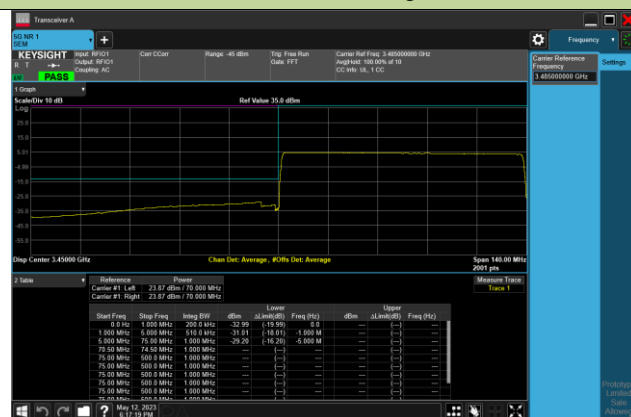 Transceiver A
5G NR 1
SEM
Frequency
KEYSIGHT
Input: RFIO1
Output: RFIO1
Coupling: AC
Corr CCorr
Range: -45 dBm
Trig: Free Run
Gate: FFT
Carrier Ref Freq: 3.485000000 GHz
Avg|Hold: 100.00% of 10
CC Info: UL, 1 CC
R T
PASS
Carrier Reference
Frequency
3.485000000 GHz
Settings
1 Graph
Scale/Div 10 dB
Ref Value 35.0 dBm
Log
25.0
15.0
5.01
-4.99
-15.0
-25.0
-35.0
-45.0
-55.0
Disp Center 3.45000 GHz
Chan Det: Average , #Offs Det: Average
Span 140.00 MHz
2001 pts
2 Table
Reference Power
Carrier #1: Left 23.87 dBm / 70.000 MHz
Carrier #1: Right 23.87 dBm / 70.000 MHz
Measure Trace
Trace 1
Lower Upper
Start Freq Stop Freq Integ BW dBm ΔLimit(dB) Freq (Hz) dBm ΔLimit(dB) Freq (Hz)
0.0 Hz 1.000 MHz 200.0 kHz -32.99 (-19.99) 0.0 --- (---) ---
1.000 MHz 5.000 MHz 510.0 kHz -31.01 (-18.01) -1.000 M --- (---) ---
5.000 MHz 75.00 MHz 1.000 MHz -29.20 (-16.20) -5.000 M --- (---) ---
70.50 MHz 74.50 MHz 1.000 MHz --- (---) --- --- (---) ---
75.00 MHz 500.0 MHz 1.000 MHz --- (---) --- --- (---) ---
75.00 MHz 500.0 MHz 1.000 MHz --- (---) --- --- (---) ---
75.00 MHz 500.0 MHz 1.000 MHz --- (---) --- --- (---) ---
75.00 MHz 500.0 MHz 1.000 MHz --- (---) --- --- (---) ---
75.00 MHz 500.0 MHz 1.000 MHz --- (---) --- --- (---) ---
Prototype
Limited
Sale
Allowed
?
May 12, 2023
6:17:19 PM